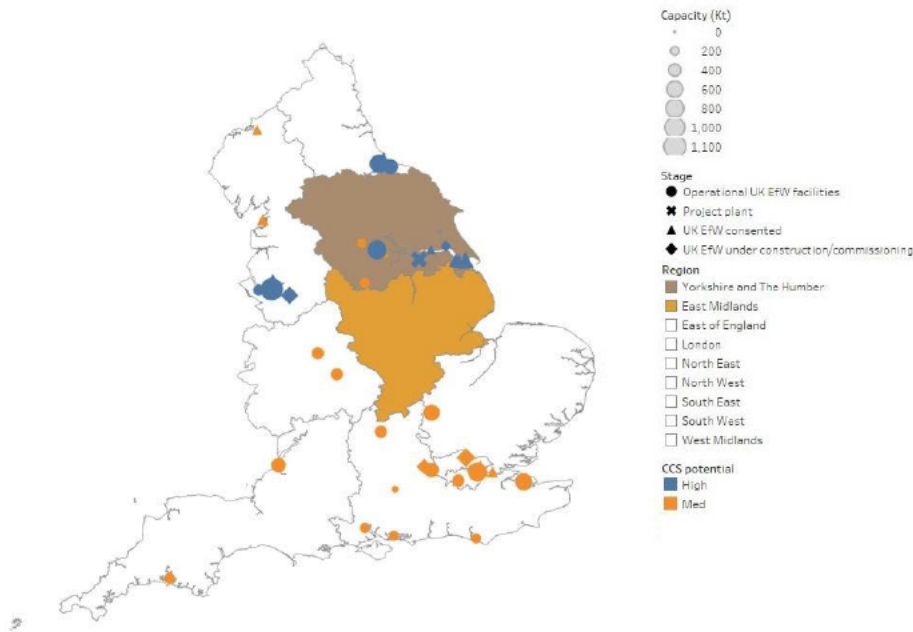 Capacity (Kt)
0
200
400
600
800
1,000
1,100
Stage
Operational UK EfW facilities
Project plant
UK EfW consented
UK EfW under construction/commissioning
Region
Yorkshire and The Humber
East Midlands
East of England
London
North East
North West
South East
South West
West Midlands
CCS potential
High
Med